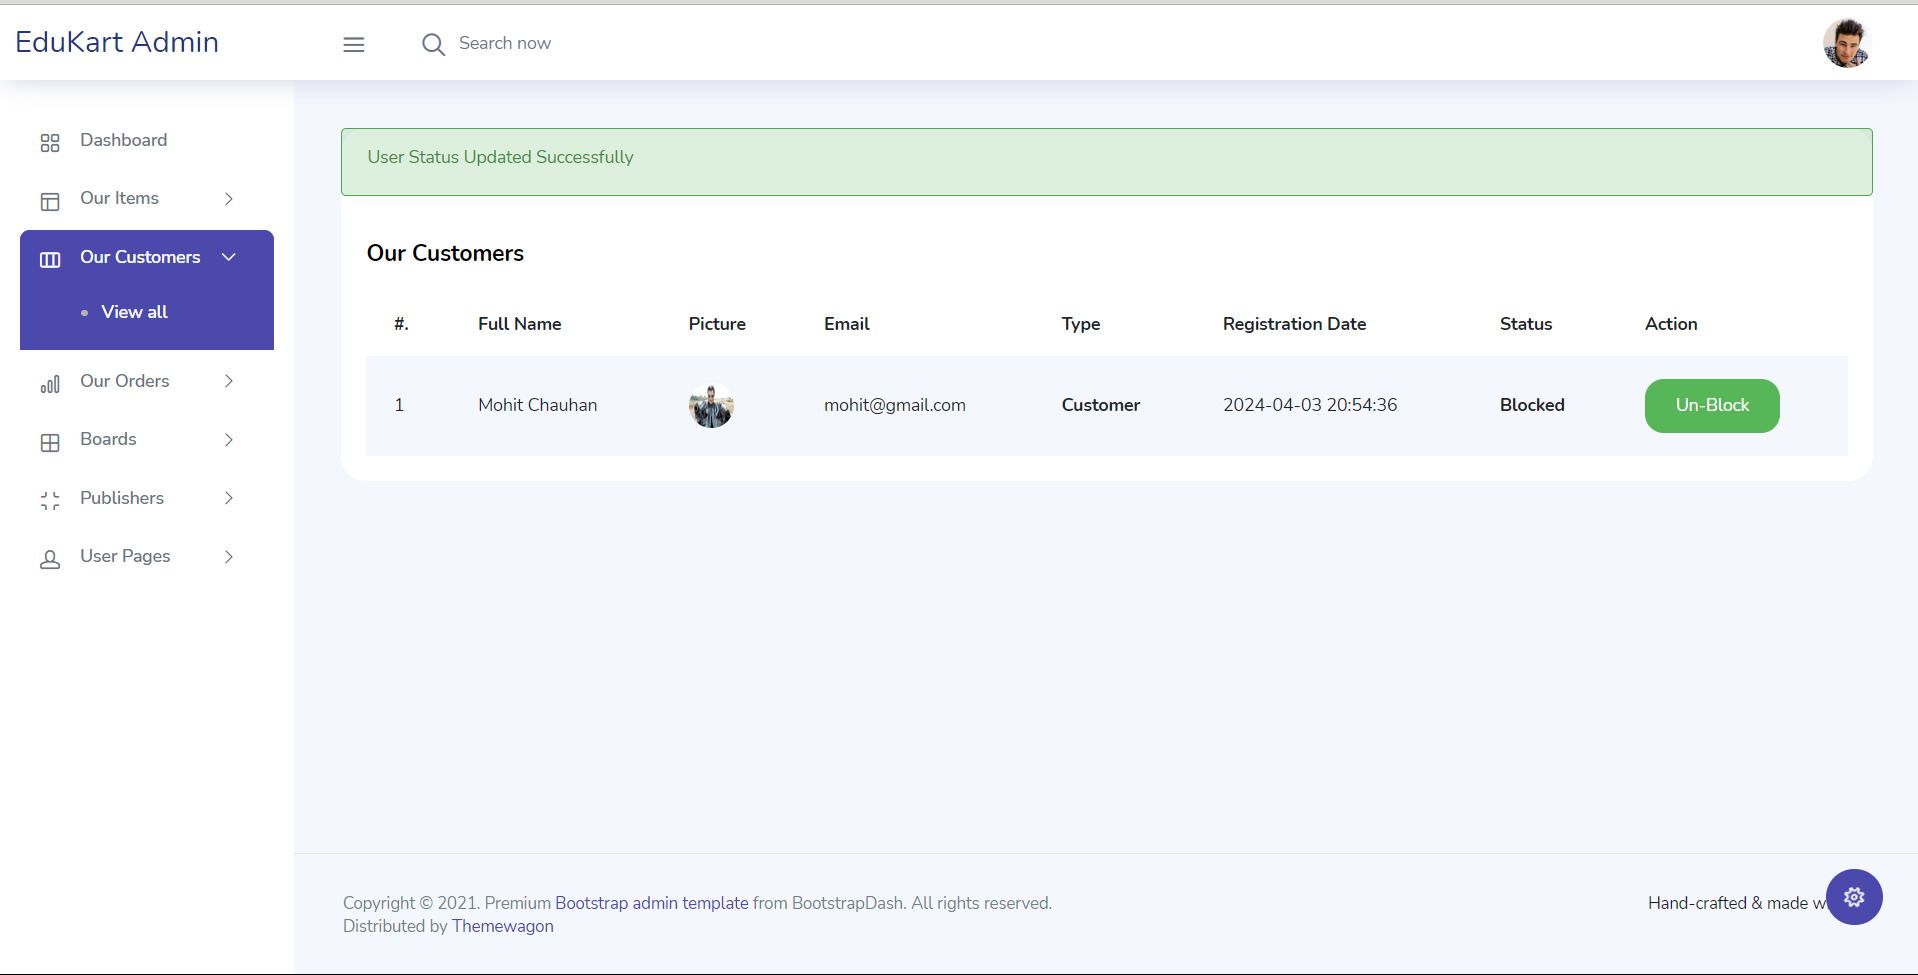 EduKart Admin
Search now
Dashboard
Our Items
Our Customers
View all
Our Orders
Boards
Publishers
User Pages
User Status Updated Successfully
Our Customers
#. Full Name Picture Email Type Registration Date Status Action
1 Mohit Chauhan mohit@gmail.com Customer 2024-04-03 20:54:36 Blocked Un-Block
Copyright © 2021. Premium Bootstrap admin template from BootstrapDash. All rights reserved.
Distributed by Themewagon
Hand-crafted & made